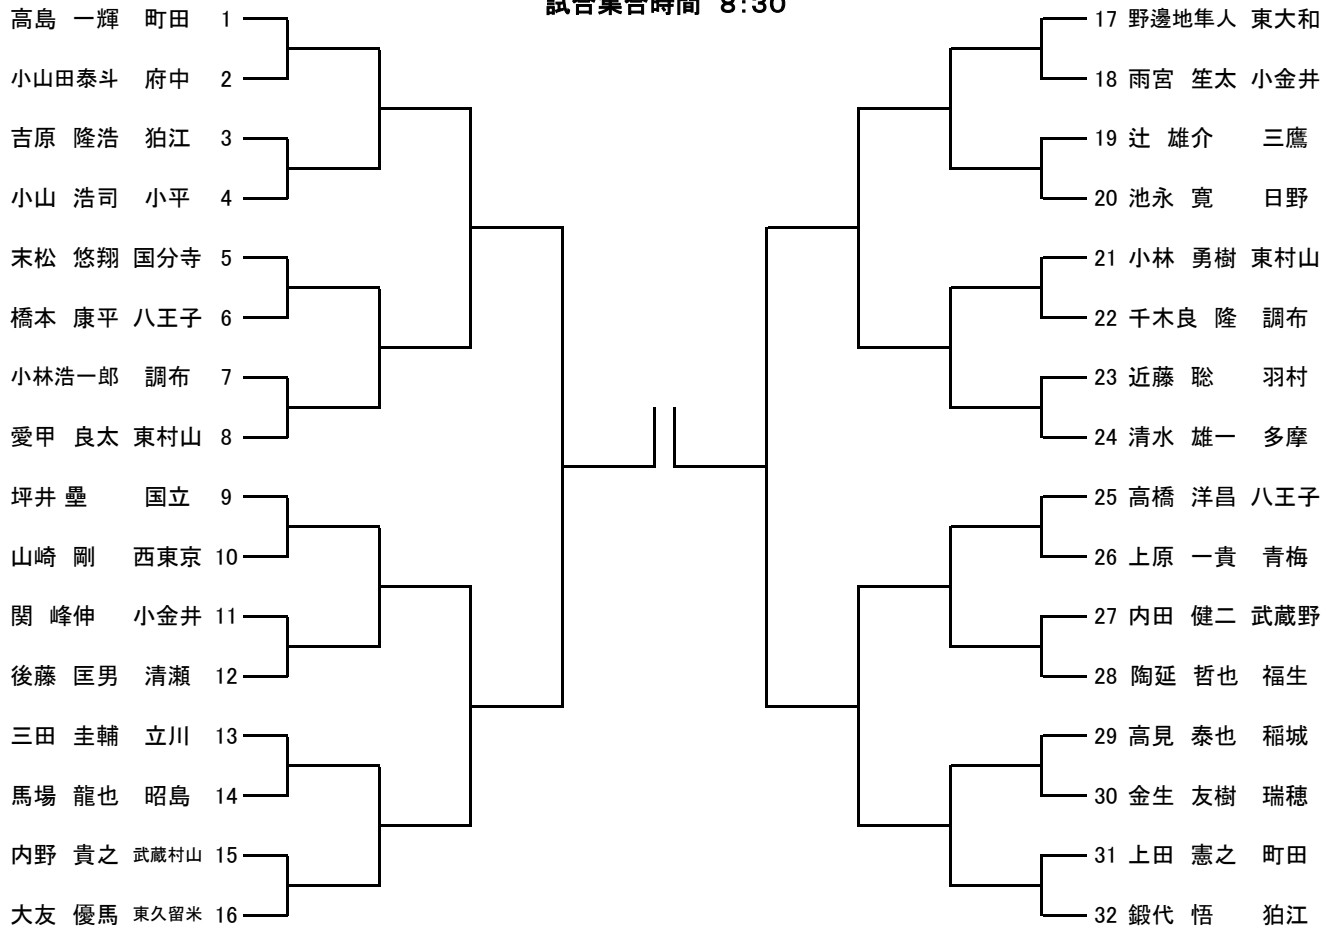 試合集合時間 8:30
高島 一輝 町田 1
小山田泰斗 府中 2
吉原 隆浩 狛江 3
小山 浩司 小平 4
末松 悠翔 国分寺 5
橋本 康平 八王子 6
小林浩一郎 調布 7
愛甲 良太 東村山 8
坪井 壘 国立 9
山崎 剛 西東京 10
関 峰伸 小金井 11
後藤 匡男 清瀬 12
三田 圭輔 立川 13
馬場 龍也 昭島 14
内野 貴之 武蔵村山 15
大友 優馬 東久留米 16
17 野邊地隼人 東大和
18 雨宮 笙太 小金井
19 辻 雄介 三鷹
20 池永 寛 日野
21 小林 勇樹 東村山
22 千木良 隆 調布
23 近藤 聡 羽村
24 清水 雄一 多摩
25 高橋 洋昌 八王子
26 上原 一貴 青梅
27 内田 健二 武蔵野
28 陶延 哲也 福生
29 高見 泰也 稲城
30 金生 友樹 瑞穂
31 上田 憲之 町田
32 鍛代 悟 狛江